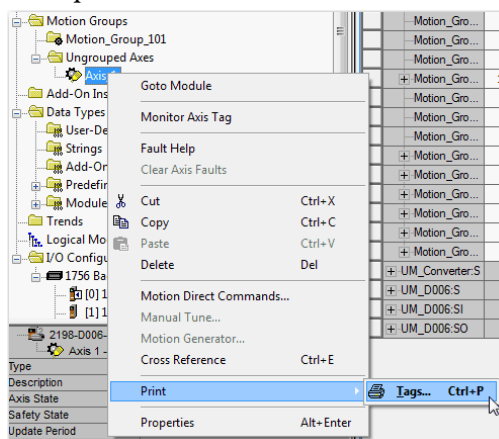 Motion Groups
Motion_Group_101
Ungrouped Axes
Axis 1
Add-On Ins
Data Types
User-De
Strings
Add-Or
Predefir
Module
Trends
Logical Mo
I/O Configu
1756 Ba
[0] 1
[1] 1
2198-D006-
Axis 1 -
Type
Description
Axis State
Safety State
Update Period
Goto Module
Monitor Axis Tag
Fault Help
Clear Axis Faults
Cut Ctrl+X
Copy Ctrl+C
Paste Ctrl+V
Delete Del
Motion Direct Commands...
Manual Tune...
Motion Generator...
Cross Reference Ctrl+E
Print
Properties Alt+Enter
Tags... Ctrl+P
Motion_Gro...
Motion_Gro...
Motion_Gro...
Motion_Gro...
Motion_Gro...
Motion_Gro...
Motion_Gro...
Motion_Gro...
Motion_Gro...
Motion_Gro...
Motion_Gro...
Motion_Gro...
Motion_Gro...
UM_Converter:S
UM_D006:S
UM_D006:SI
UM_D006:SO